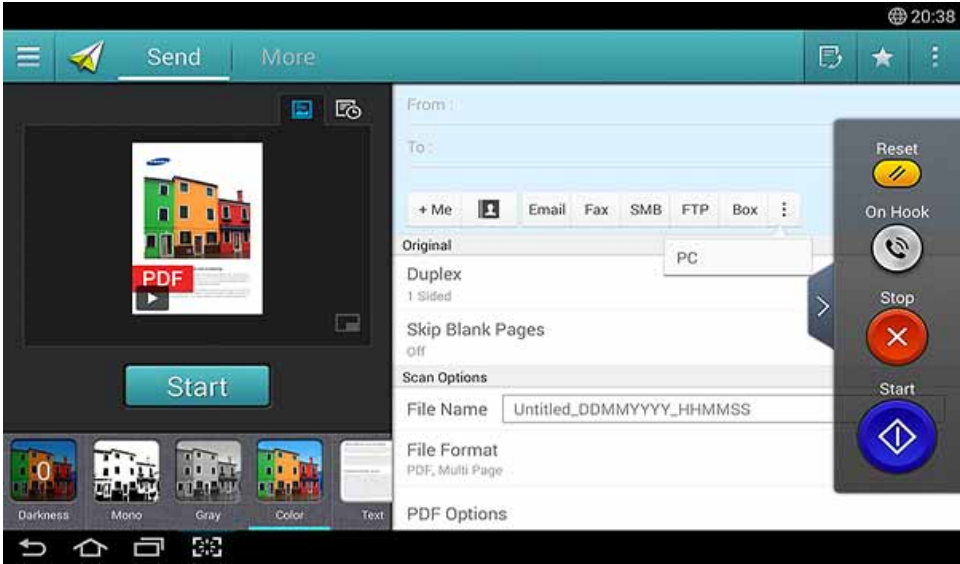 20:38
Send
More
From :
To :
+ Me
Email
Fax
SMB
FTP
Box
PC
Original
Duplex
1 Sided
Skip Blank Pages
Off
Scan Options
File Name
Untitled_DDMMYYYY_HHMMSS
File Format
PDF, Multi Page
PDF Options
PDF
Start
0
Darkness
Mono
Gray
Color
Text
Reset
On Hook
Stop
Start